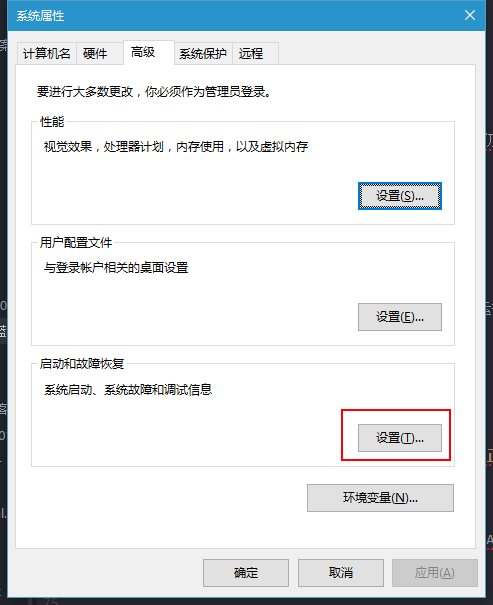 系统属性
计算机名
硬件
高级
系统保护
远程
要进行大多数更改，你必须作为管理员登录。
性能
视觉效果，处理器计划，内存使用，以及虚拟内存
设置(S)...
用户配置文件
与登录帐户相关的桌面设置
设置(E)...
启动和故障恢复
系统启动、系统故障和调试信息
设置(T)...
环境变量(N)...
确定
取消
应用(A)